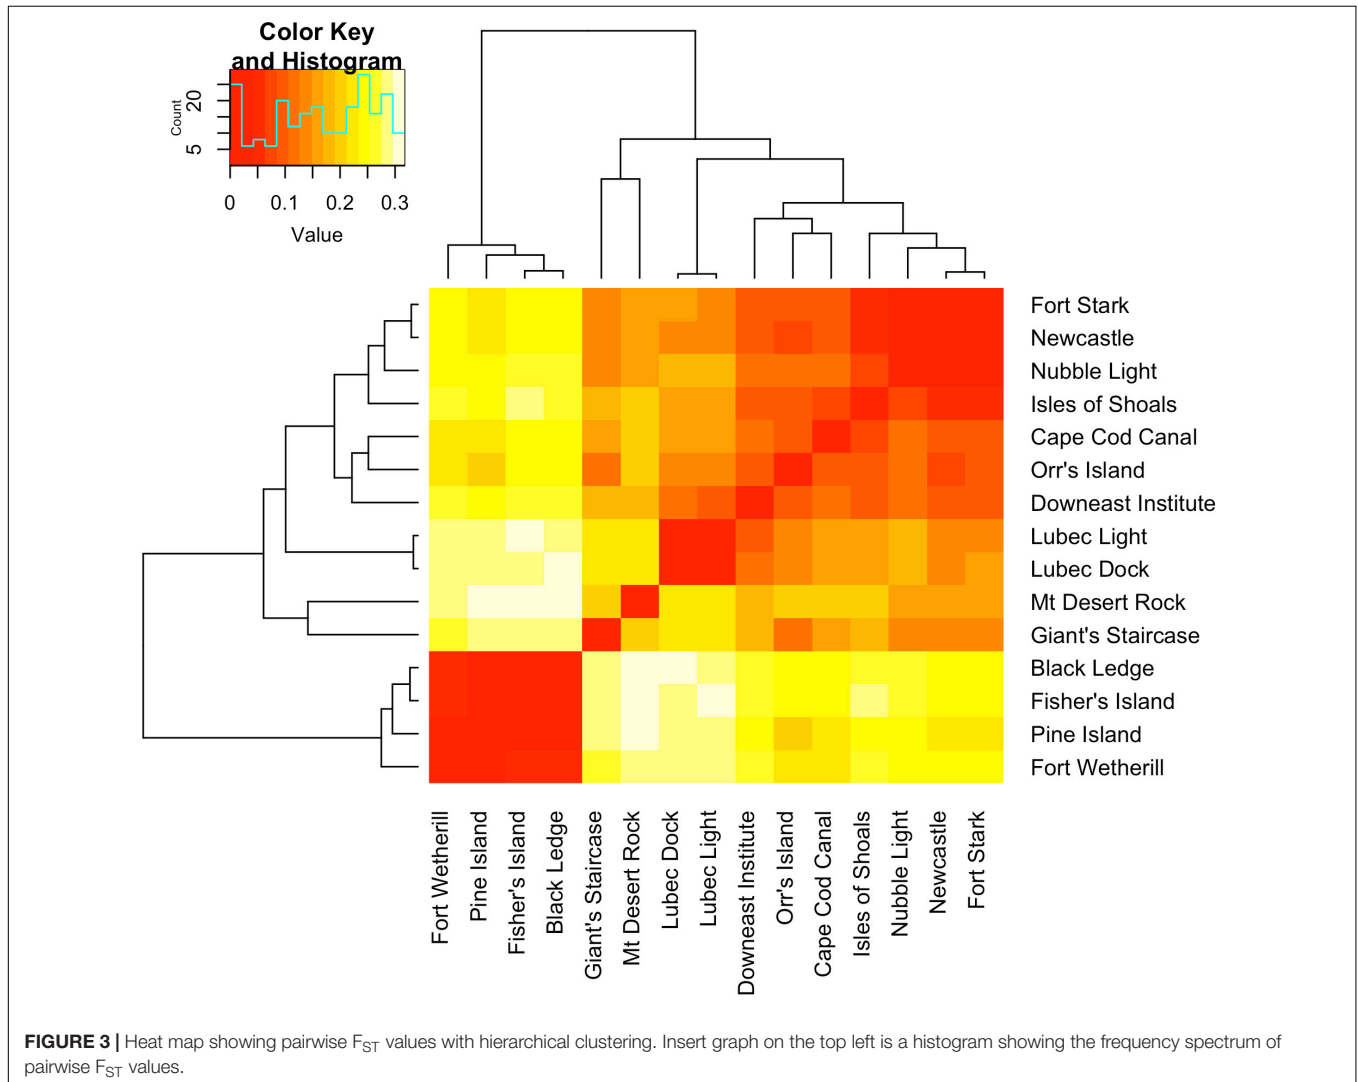 Color Key
and Histogram
Count
20
5
0 0.1 0.2 0.3
Value
Fort Stark
Newcastle
Nubble Light
Isles of Shoals
Cape Cod Canal
Orr's Island
Downeast Institute
Lubec Light
Lubec Dock
Mt Desert Rock
Giant's Staircase
Black Ledge
Fisher's Island
Pine Island
Fort Wetherill
Fort Wetherill
Pine Island
Fisher's Island
Black Ledge
Giant's Staircase
Mt Desert Rock
Lubec Dock
Lubec Light
Downeast Institute
Orr's Island
Cape Cod Canal
Isles of Shoals
Nubble Light
Newcastle
Fort Stark
FIGURE 3 | Heat map showing pairwise FST values with hierarchical clustering. Insert graph on the top left is a histogram showing the frequency spectrum of
pairwise FST values.